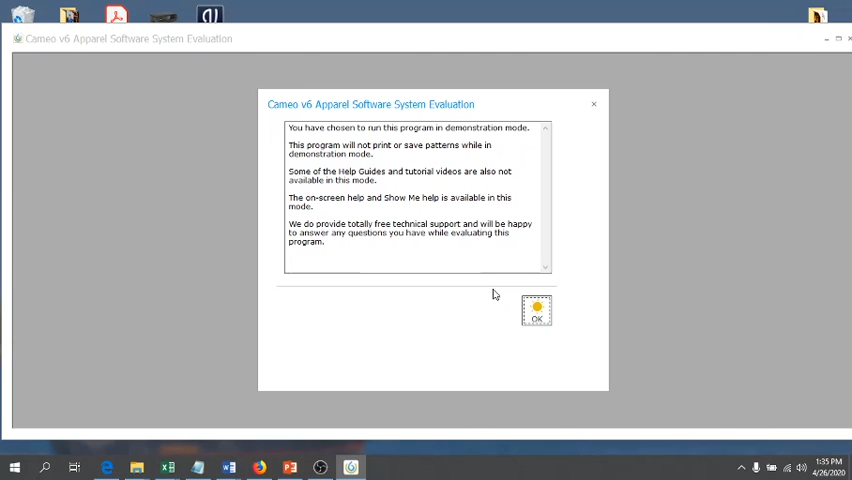 Cameo v6 Apparel Software System Evaluation
Cameo v6 Apparel Software System Evaluation
You have chosen to run this program in demonstration mode.
This program will not print or save patterns while in
demonstration mode.
Some of the Help Guides and tutorial videos are also not
available in this mode.
The on-screen help and Show Me help is available in this
mode.
We do provide totally free technical support and will be happy
to answer any questions you have while evaluating this
program.
OK
1:35 PM
4/26/2020